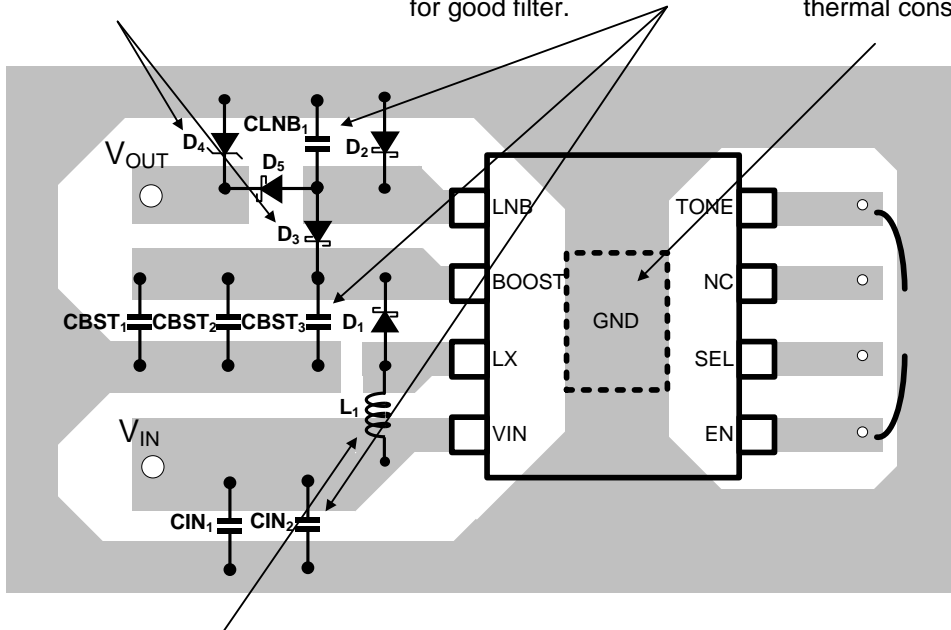 for good filter.
thermal cons
CLNB1
D4
D2
VOUT
D5
LNB
TONE
D3
BOOST
NC
CBST1
CBST2
CBST3
D1
GND
LX
SEL
L1
VIN
VIN
EN
CIN1
CIN2